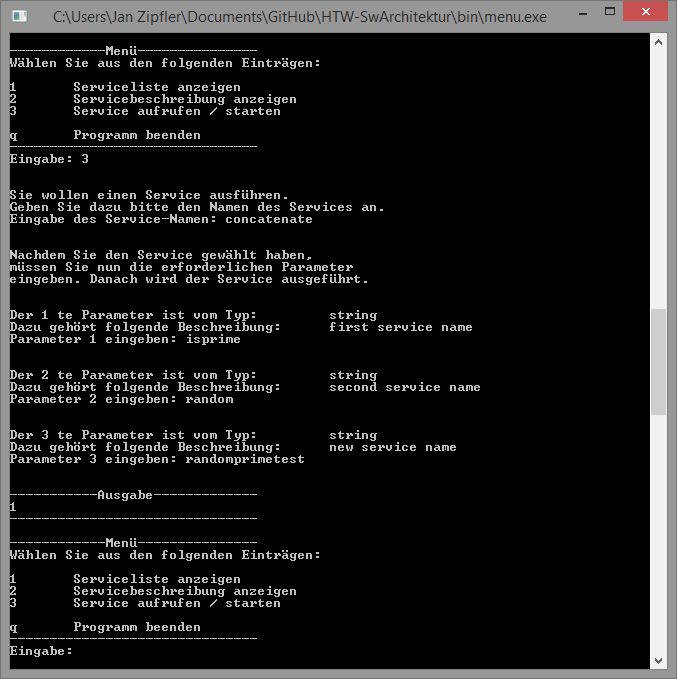 C:\Users\Jan Zipfler\Documents\GitHub\HTW-SwArchitektur\bin\menu.exe
------------Menü---------------
Wählen Sie aus den folgenden Einträgen:
1 Serviceliste anzeigen
2 Servicebeschreibung anzeigen
3 Service aufrufen / starten
q Programm beenden
-------------------------------
Eingabe: 3
Sie wollen einen Service ausführen.
Geben Sie dazu bitte den Namen des Services an.
Eingabe des Service-Namen: concatenate
Nachdem Sie den Service gewählt haben,
müssen Sie nun die erforderlichen Parameter
eingeben. Danach wird der Service ausgeführt.
Der 1 te Parameter ist vom Typ: string
Dazu gehört folgende Beschreibung: first service name
Parameter 1 eingeben: isprime
Der 2 te Parameter ist vom Typ: string
Dazu gehört folgende Beschreibung: second service name
Parameter 2 eingeben: random
Der 3 te Parameter ist vom Typ: string
Dazu gehört folgende Beschreibung: new service name
Parameter 3 eingeben: randomprimetest
-----------Ausgabe-------------
1
-------------------------------
------------Menü---------------
Wählen Sie aus den folgenden Einträgen:
1 Serviceliste anzeigen
2 Servicebeschreibung anzeigen
3 Service aufrufen / starten
q Programm beenden
-------------------------------
Eingabe: